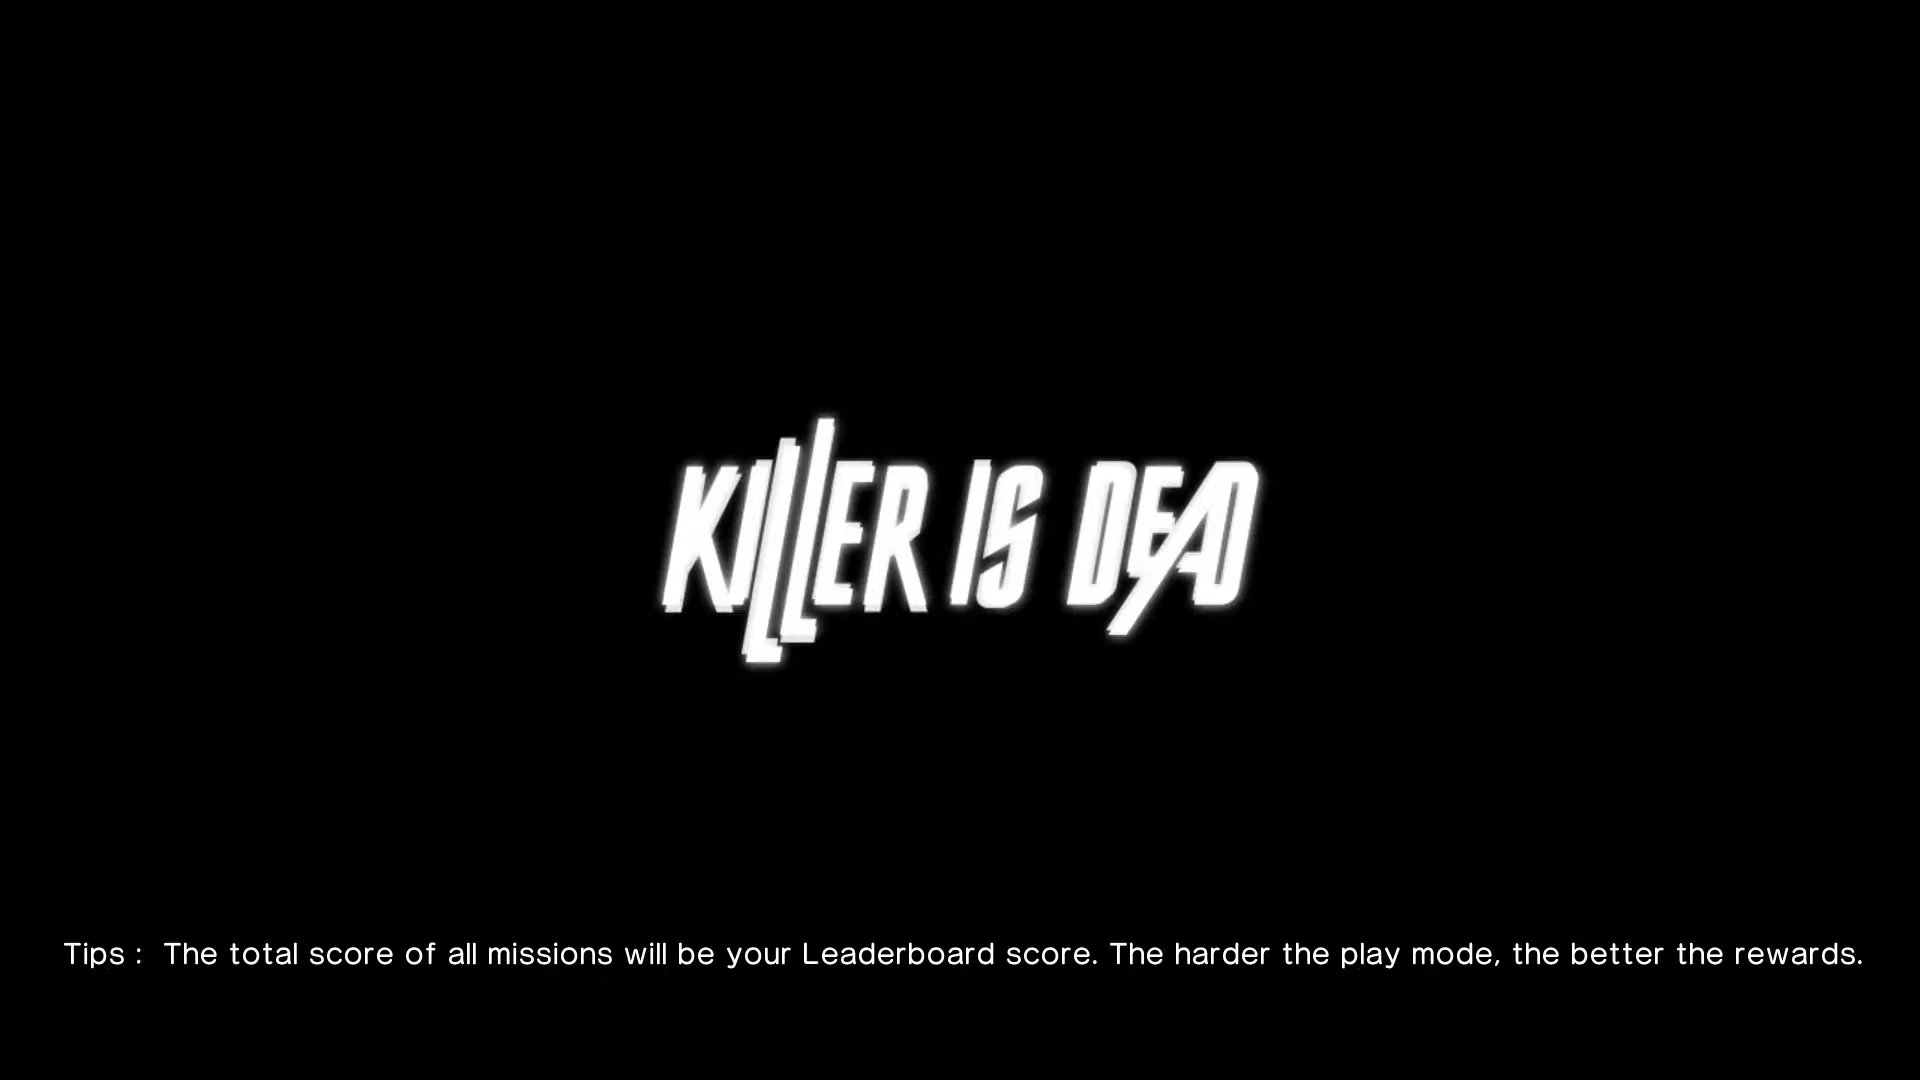 KILLER IS DEAD
Tips : The total score of all missions will be your Leaderboard score. The harder the play mode, the better the rewards.